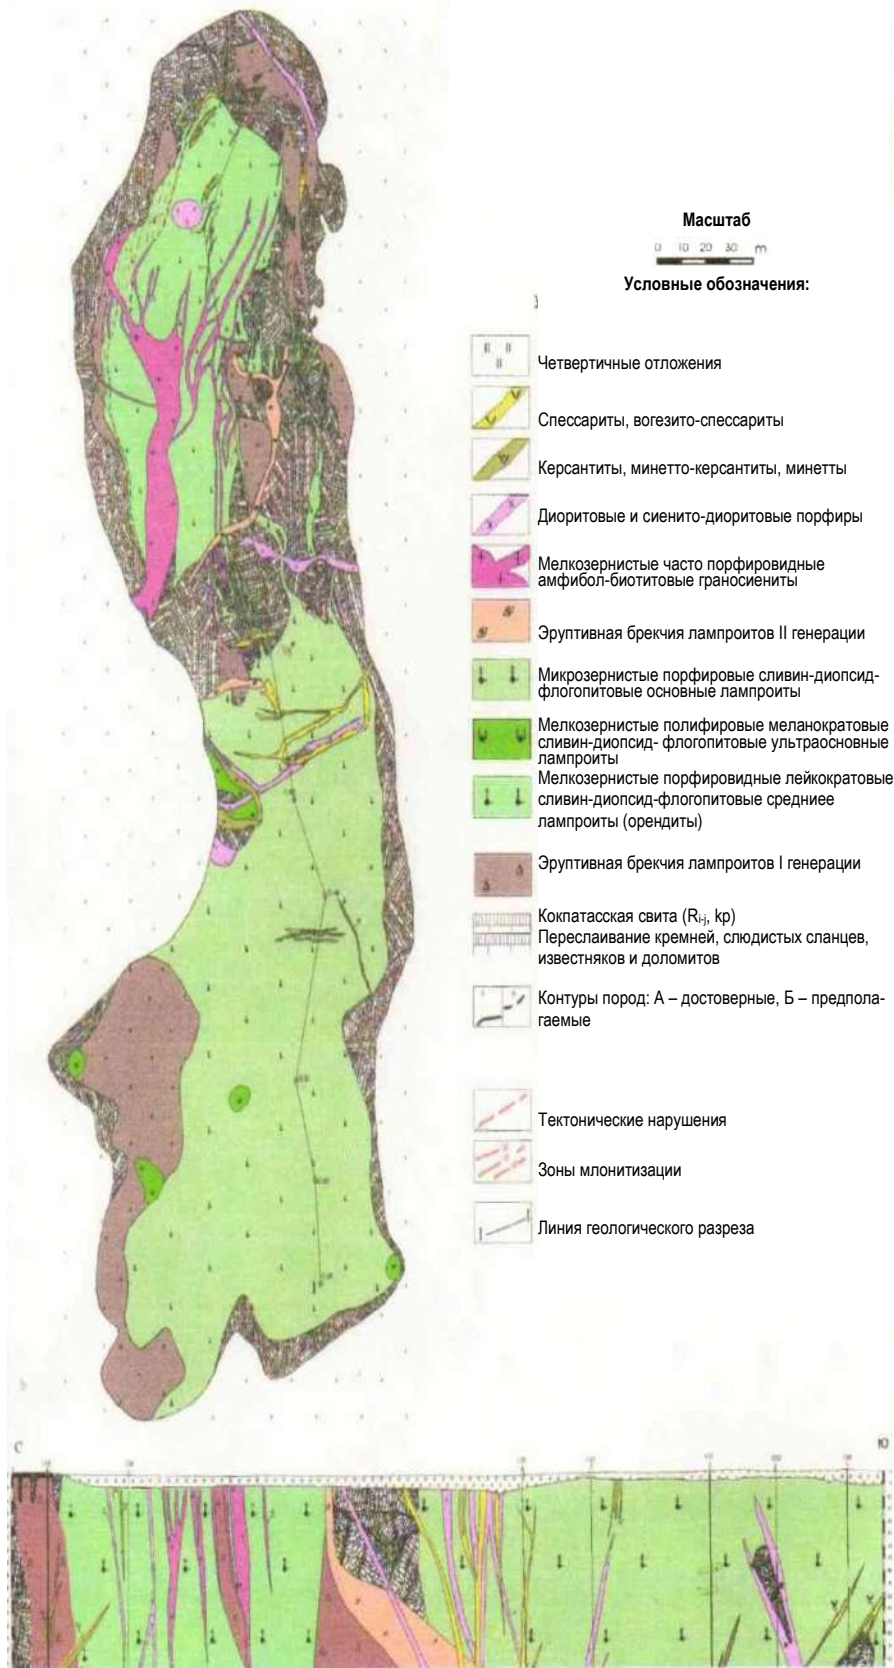 Масштаб
0 10 20 30 m
Условные обозначения:
Четвертичные отложения
Спессариты, вогезито-спессариты
Керсантиты, минетто-керсантиты, минетты
Диоритовые и сиенито-диоритовые порфиры
Мелкозернистые часто порфировидные
амфибол-биотитовые граносиениты
Эруптивная брекчия лампроитов II генерации
Микрозернистые порфировые сливин-диопсид-
флогопитовые основные лампроиты
Мелкозернистые полифировые меланократовые
сливин-диопсид- флогопитовые ультраосновные
лампроиты
Мелкозернистые порфировидные лейкократовые
сливин-диопсид-флогопитовые средниее
лампроиты (орендиты)
Эруптивная брекчия лампроитов I генерации
Кокпатасская свита (Ri-j, kp)
Переслаивание кремней, слюдистых сланцев,
известняков и доломитов
Контуры пород: А – достоверные, Б – предпола-
гаемые
Тектонические нарушения
Зоны млонитизации
Линия геологического разреза
С
Ю